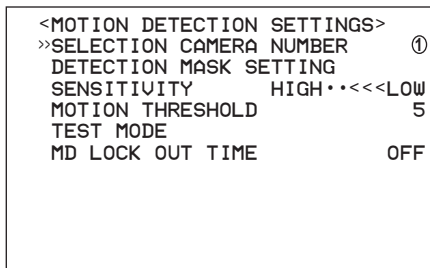 <MOTION DETECTION SETTINGS>
»SELECTION CAMERA NUMBER ①
DETECTION MASK SETTING
SENSITIVITY HIGH··<<<LOW
MOTION THRESHOLD 5
TEST MODE
MD LOCK OUT TIME OFF